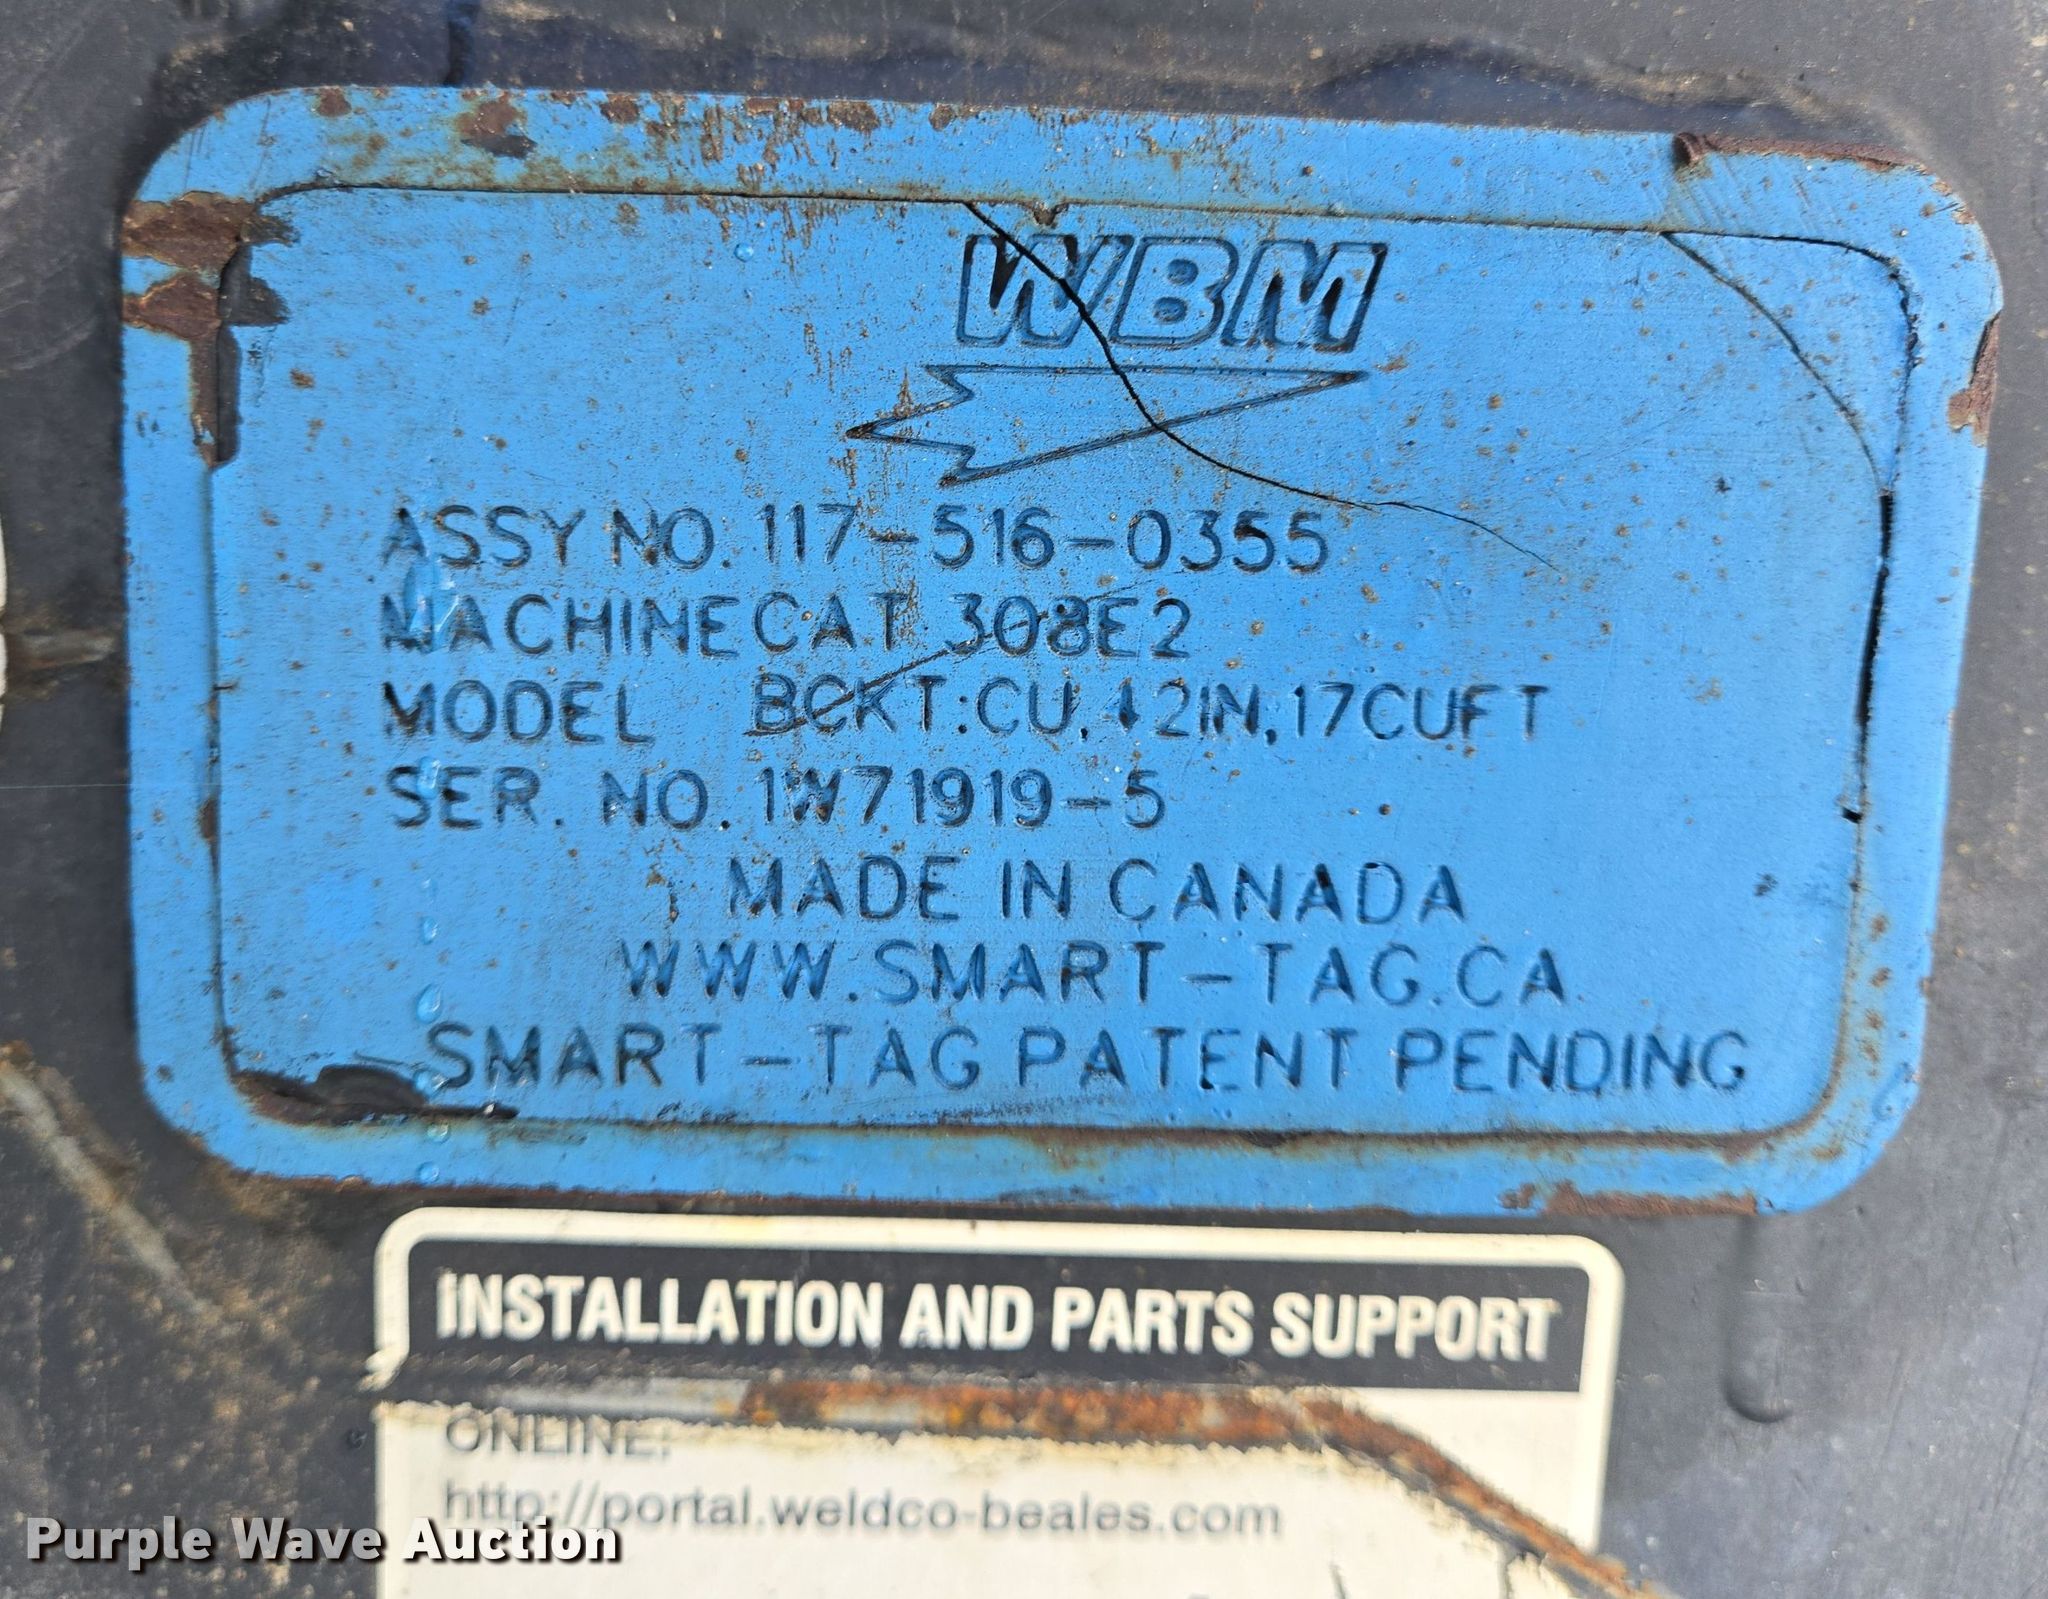 WBM
ASSY NO. 117-516-0355
MACHINE CAT 308E2
MODEL BCKT:CU, 42IN, 17CUFT
SER. NO. 1W71919-5
MADE IN CANADA
WWW.SMART-TAG.CA
SMART-TAG PATENT PENDING
INSTALLATION AND PARTS SUPPORT
ONLINE:
http://portal.weldco-beales.com
Purple Wave Auction